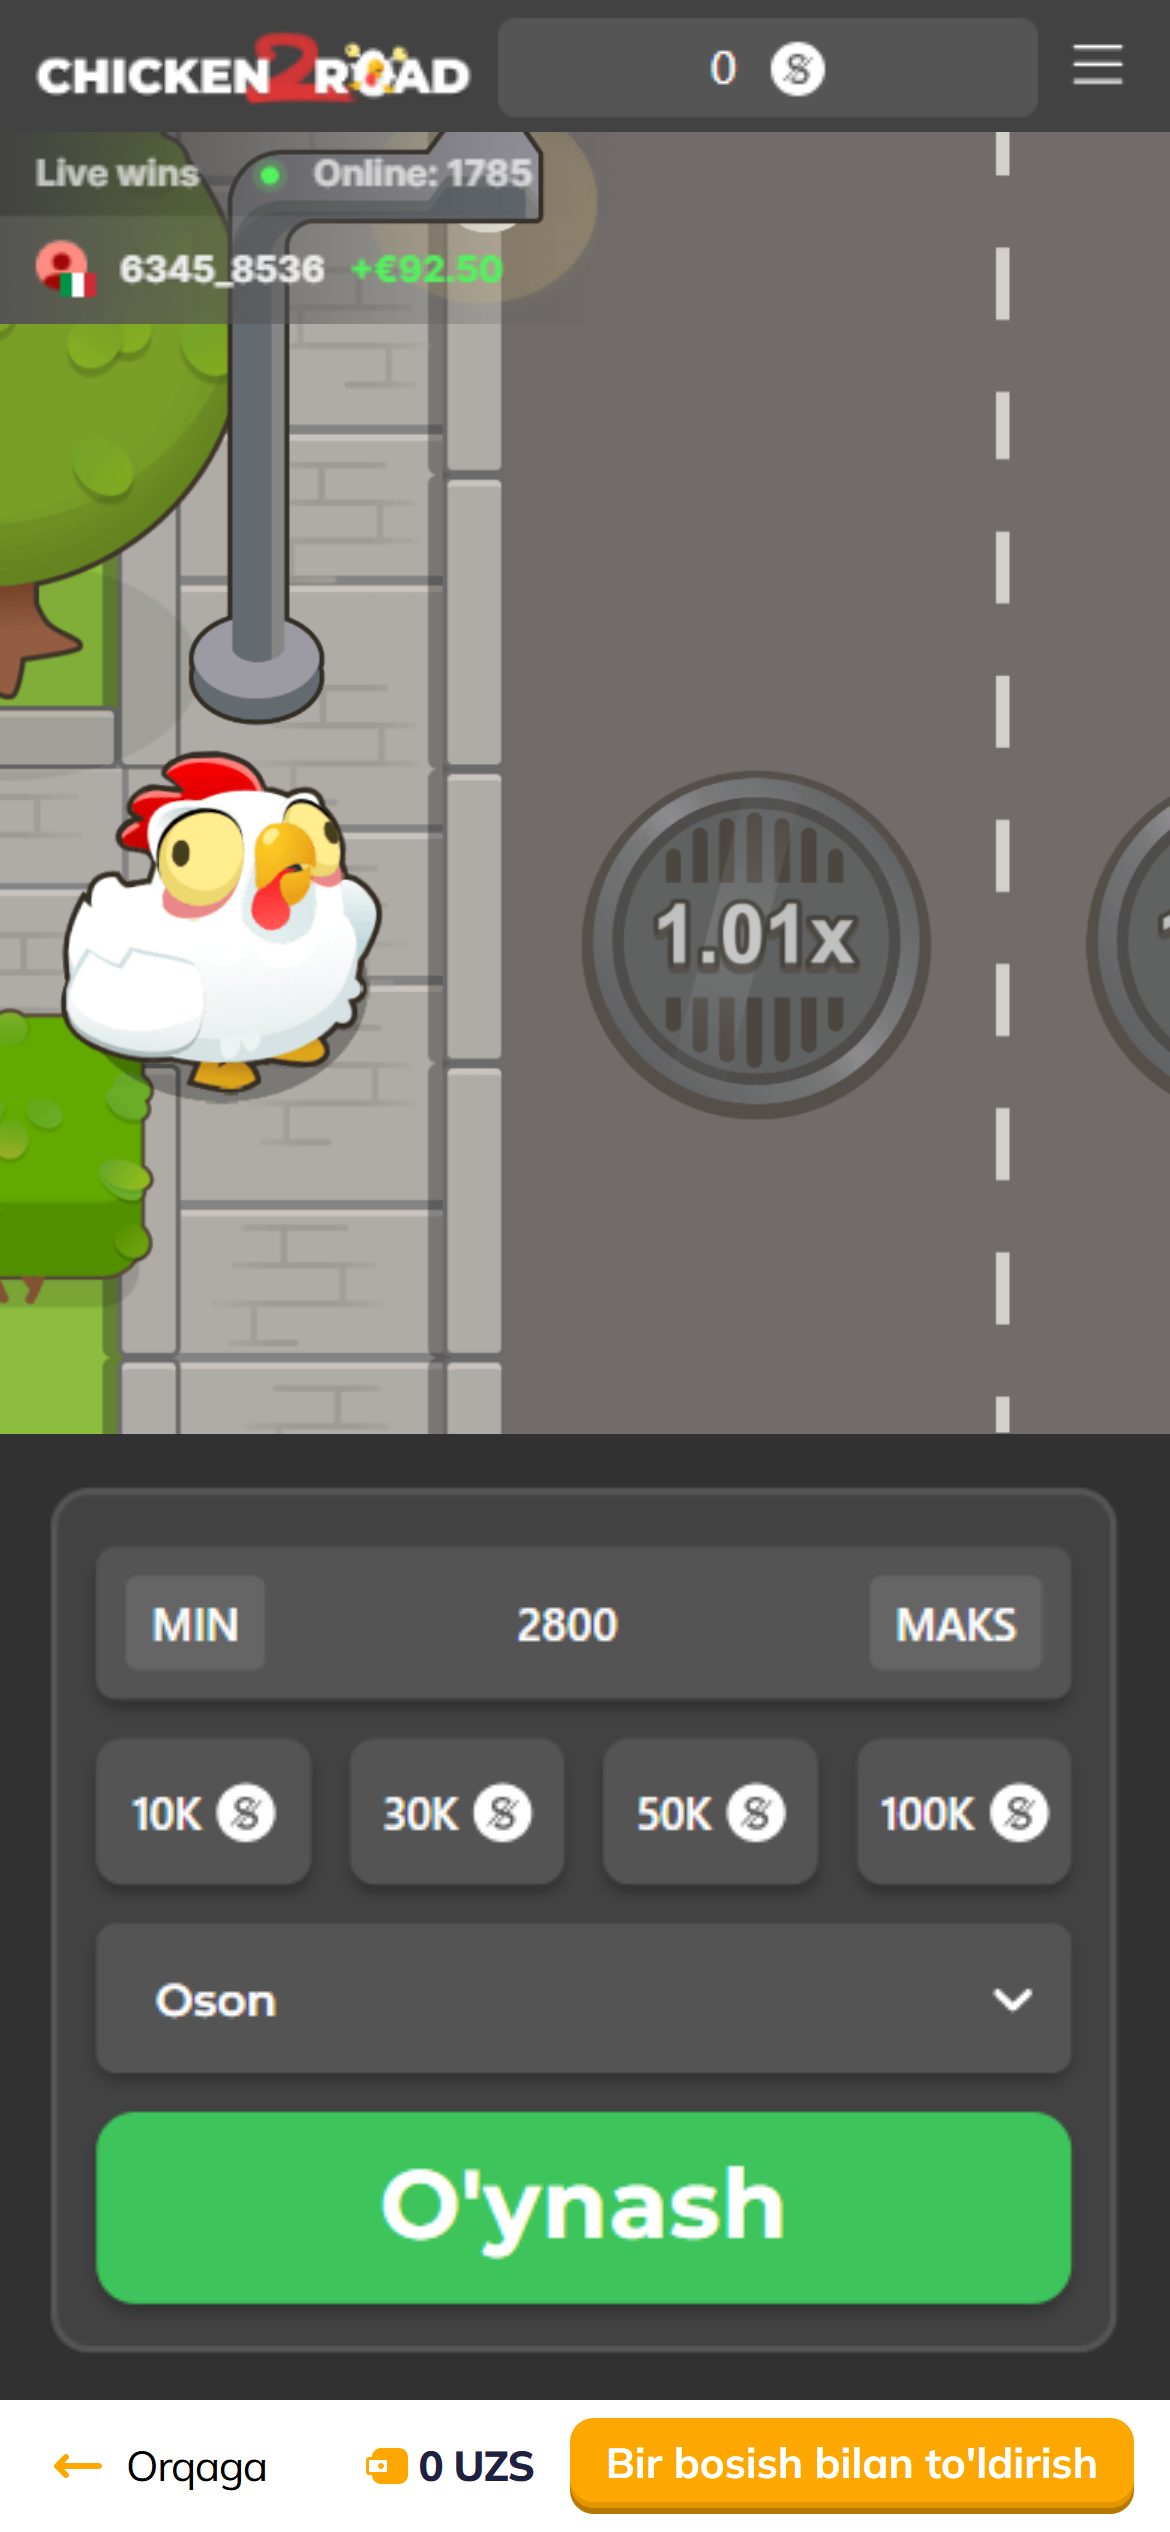 CHICKEN 2 ROAD
0
Live wins
Online: 1785
6345_8536 +€92.50
1.01x
MIN
2800
MAKS
10K
30K
50K
100K
Oson
O'ynash
Orqaga
0 UZS
Bir bosish bilan to'ldirish